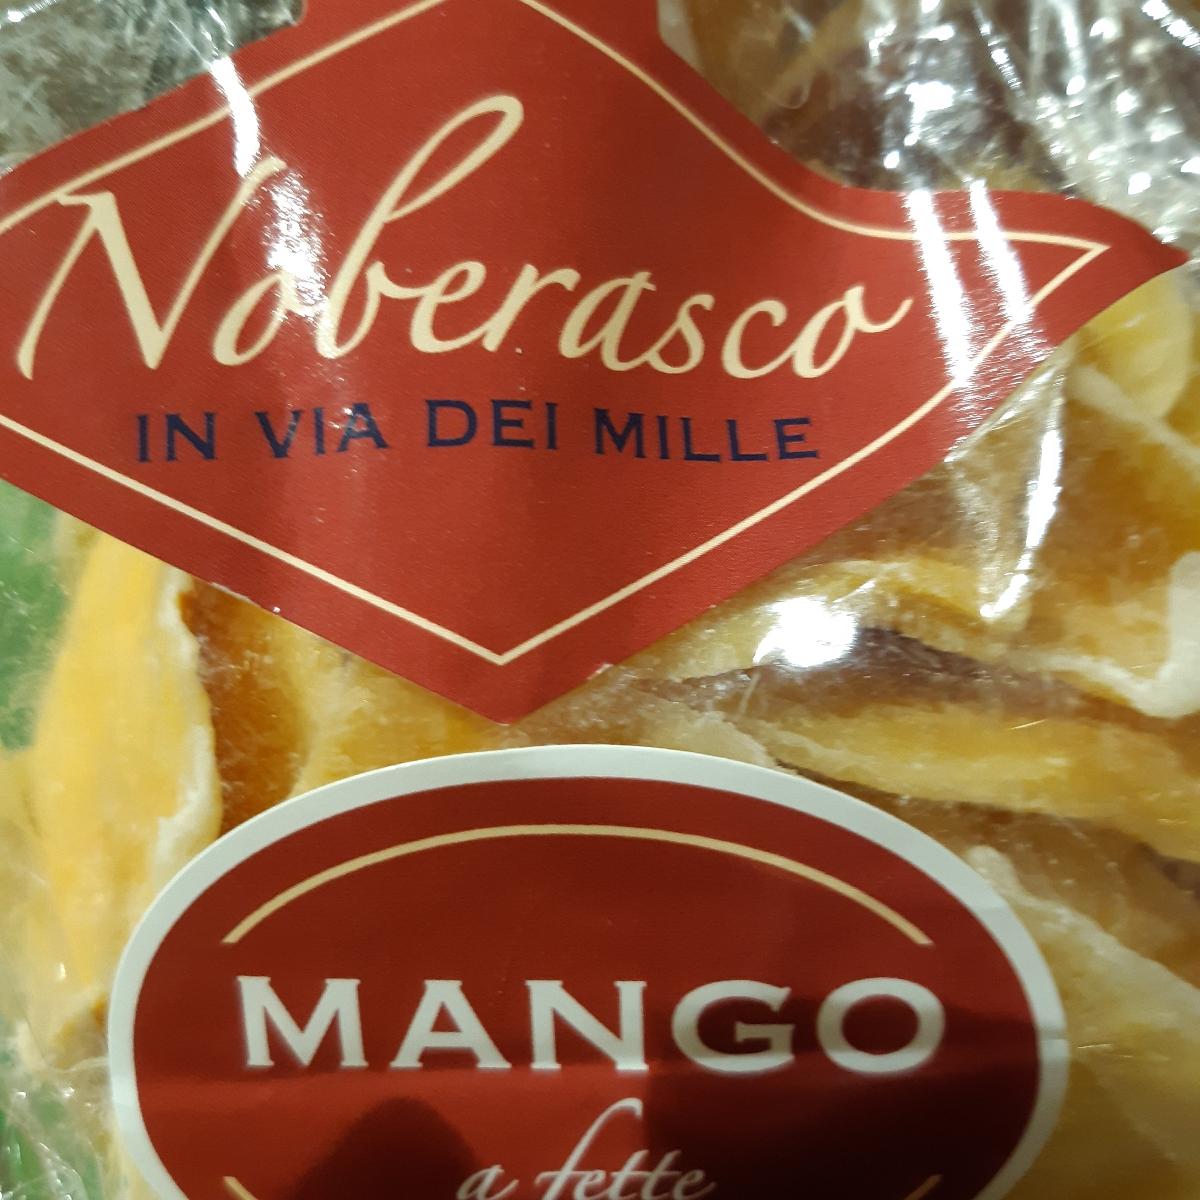 Noberasco
IN VIA DEI MILLE
MANGO
a fette